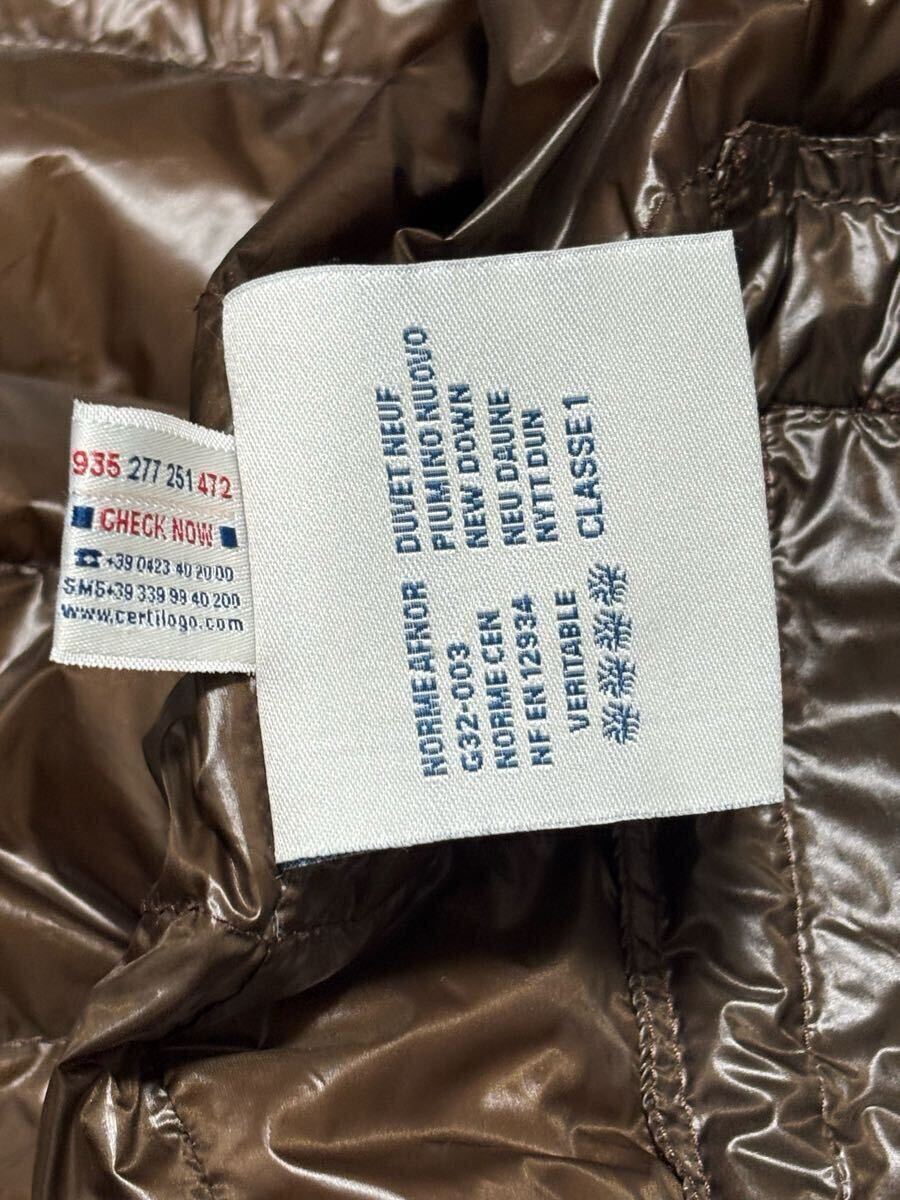 935 277 251 472
CHECK NOW
+39 0423 40 20 00
SMS+39 339 99 40 200
www.certilogo.com
NORME AFNOR
G32-003
NORME CEN
NF EN 12934
VERITABLE
DUVET NEUF
PIUMINO NUOVO
NEW DOWN
NEU DAUNE
NYTT DUN
CLASSE 1